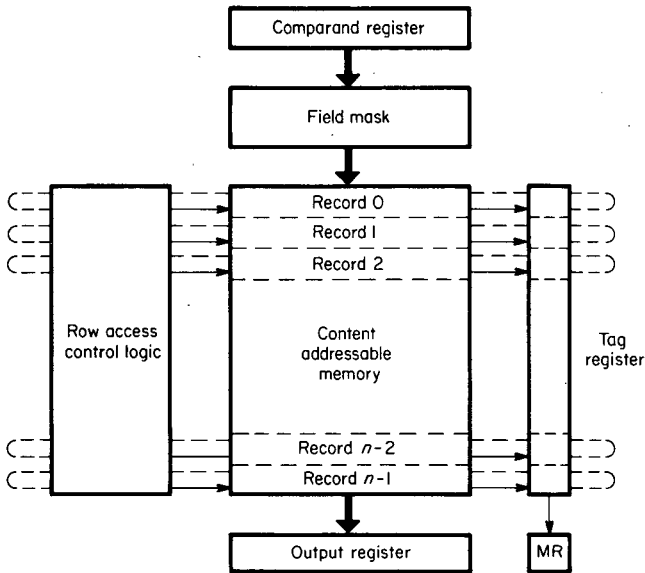 Comparand register
Field mask
Record 0
Record 1
Record 2
Row access
control logic
Content
addressable
memory
Tag
register
Record n-2
Record n-1
Output register
MR